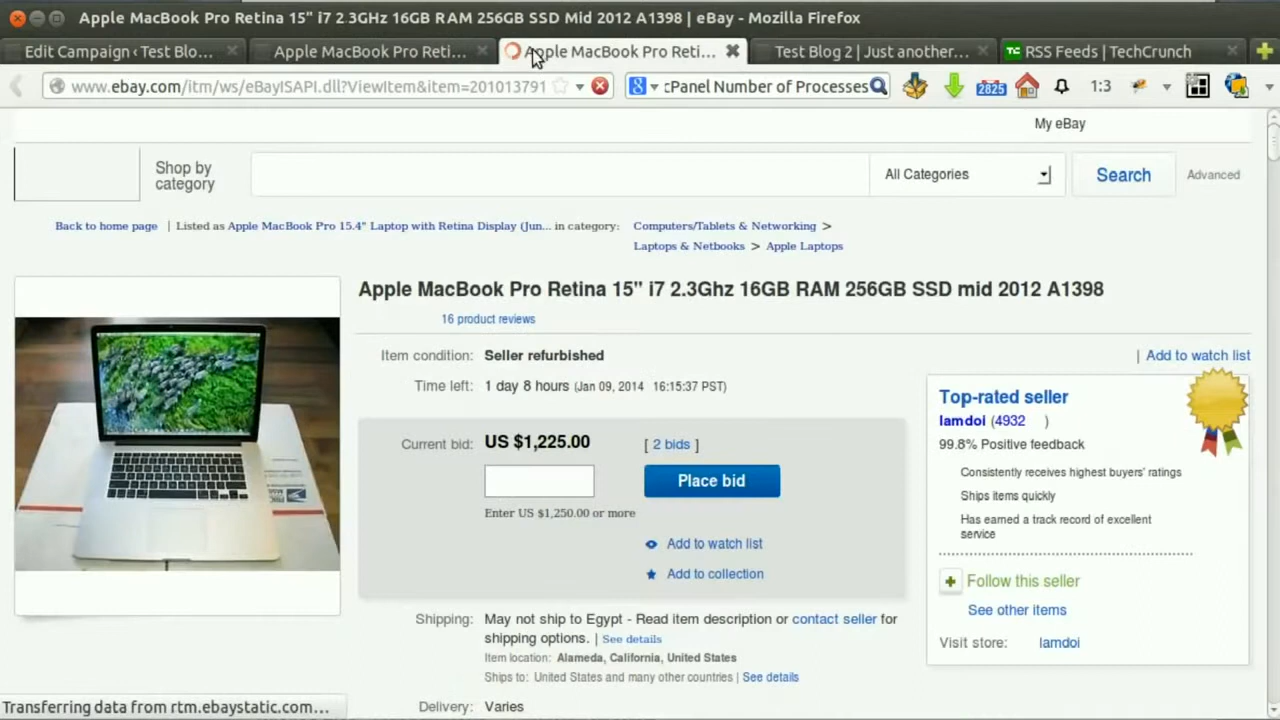 Apple MacBook Pro Retina 15" i7 2.3GHz 16GB RAM 256GB SSD Mid 2012 A1398 | eBay - Mozilla Firefox
Edit Campaign ‹ Test Blo... Apple MacBook Pro Reti... Apple MacBook Pro Reti... Test Blog 2 | Just another... TC RSS Feeds | TechCrunch
www.ebay.com/itm/ws/eBayISAPI.dll?ViewItem&item=201013791 cPanel Number of Processes 2825 1:3
My eBay
Shop by
category
All Categories
Search
Advanced
Back to home page | Listed as Apple MacBook Pro 15.4" Laptop with Retina Display (Jun... in category: Computers/Tablets & Networking >
Laptops & Netbooks > Apple Laptops
Apple MacBook Pro Retina 15" i7 2.3Ghz 16GB RAM 256GB SSD mid 2012 A1398
16 product reviews
Item condition: Seller refurbished
| Add to watch list
Time left: 1 day 8 hours (Jan 09, 2014 16:15:37 PST)
Current bid: US $1,225.00 [ 2 bids ]
Place bid
Enter US $1,250.00 or more
Add to watch list
Add to collection
Shipping: May not ship to Egypt - Read item description or contact seller for
shipping options. | See details
Item location: Alameda, California, United States
Ships to: United States and many other countries | See details
Delivery: Varies
Top-rated seller
lamdoi (4932 )
99.8% Positive feedback
Consistently receives highest buyers' ratings
Ships items quickly
Has earned a track record of excellent
service
Follow this seller
See other items
Visit store: lamdoi
Transferring data from rtm.ebaystatic.com...